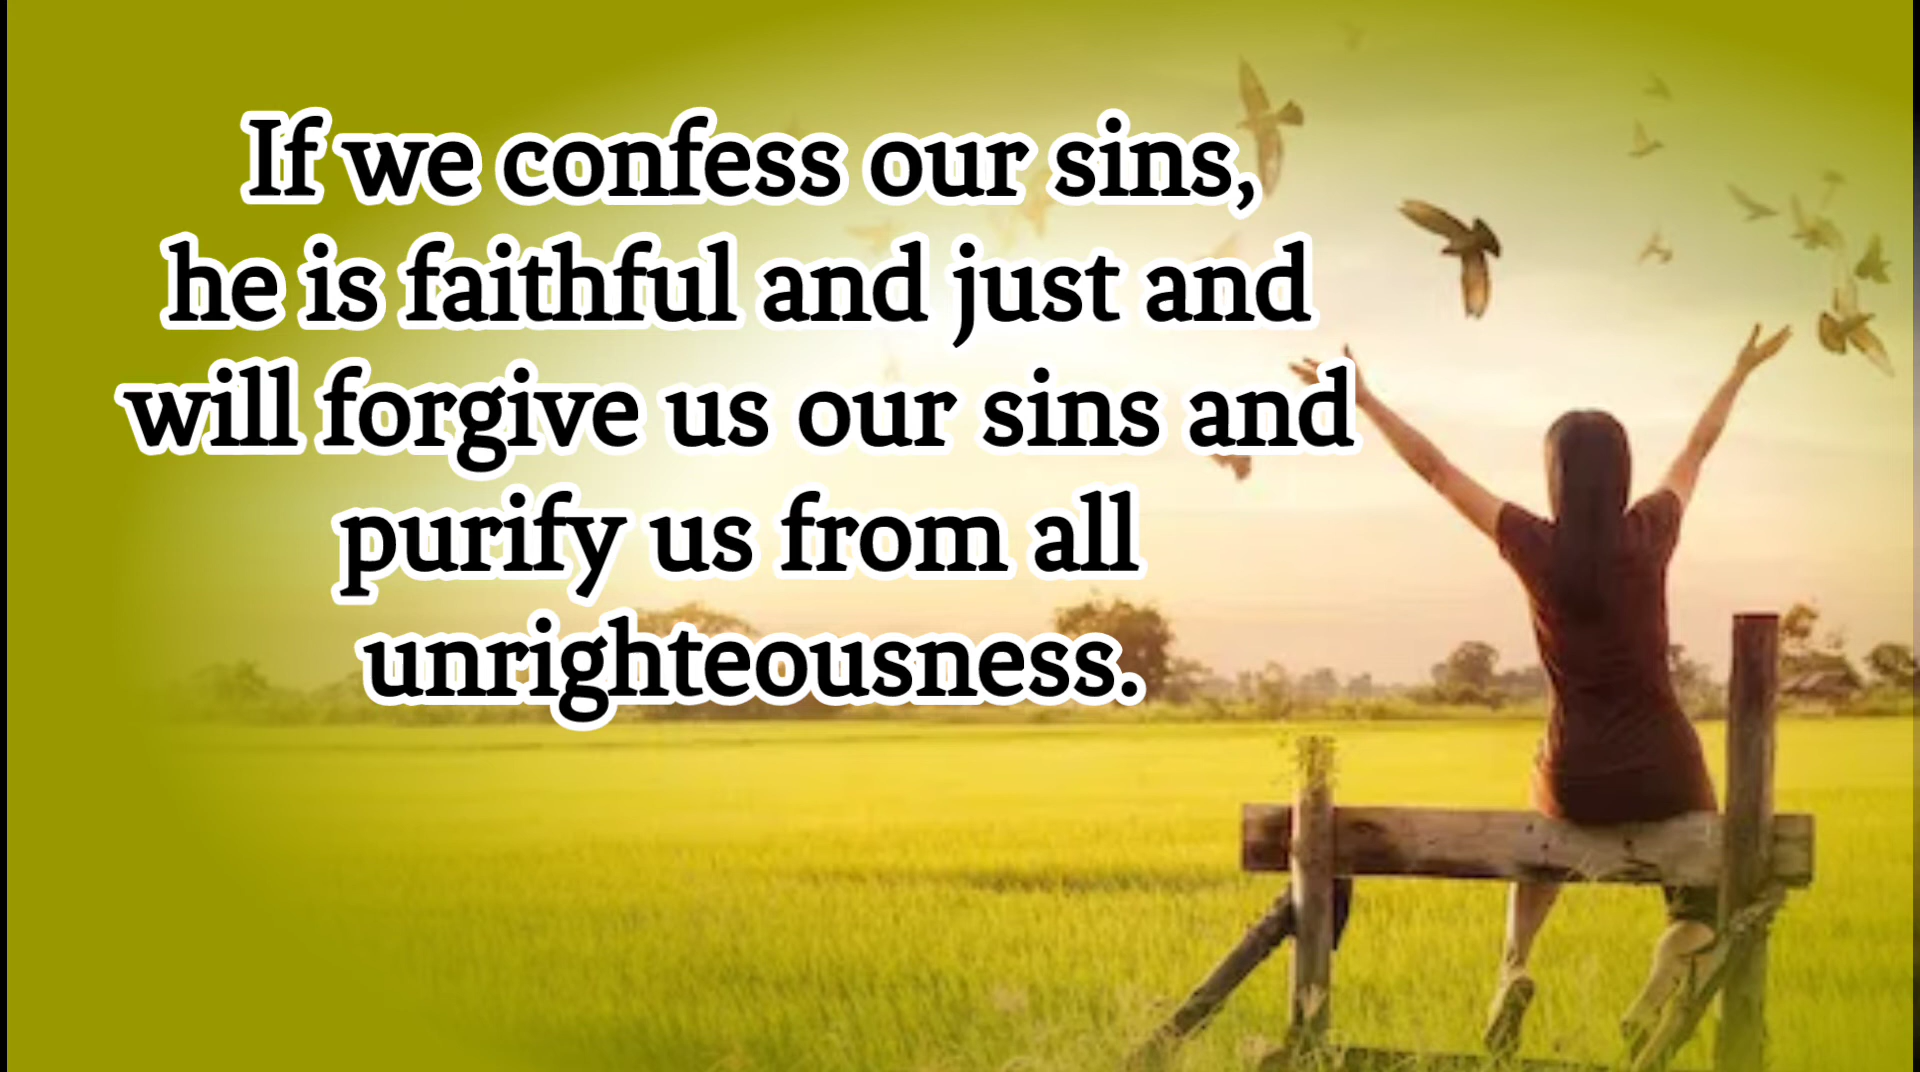 If we confess our sins,
he is faithful and just and
will forgive us our sins and
purify us from all
unrighteousness.